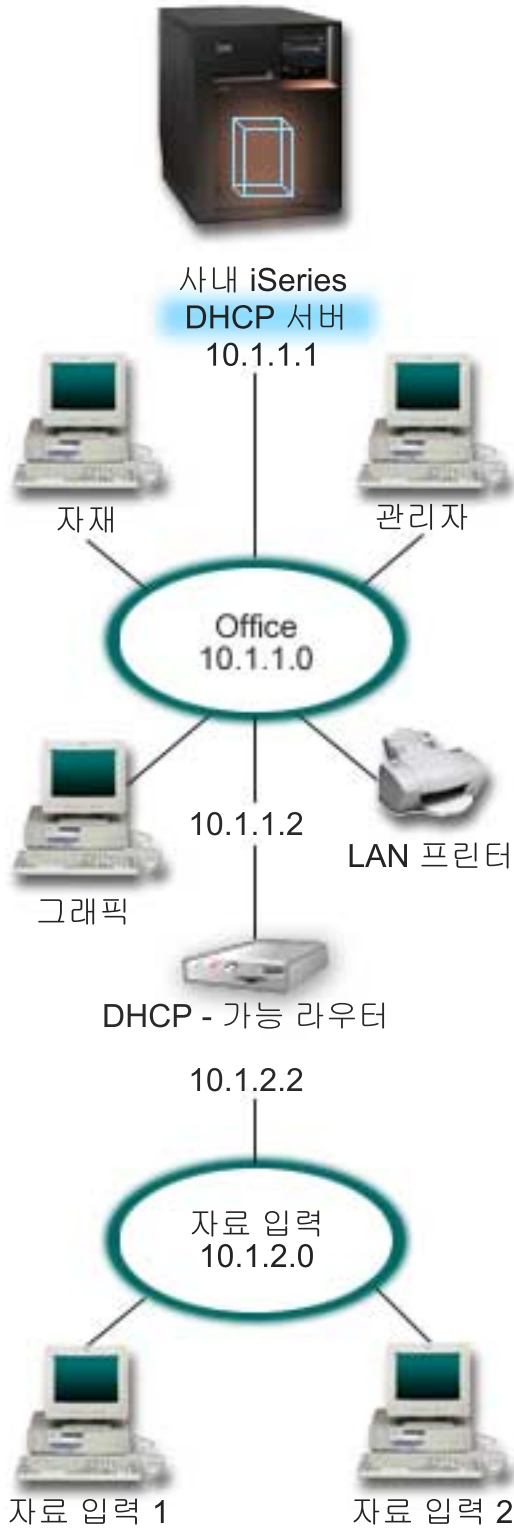 사내 iSeries
DHCP 서버
10.1.1.1
자재
관리자
Office
10.1.1.0
10.1.1.2
LAN 프린터
그래픽
DHCP - 가능 라우터
10.1.2.2
자료 입력
10.1.2.0
자료 입력 1
자료 입력 2